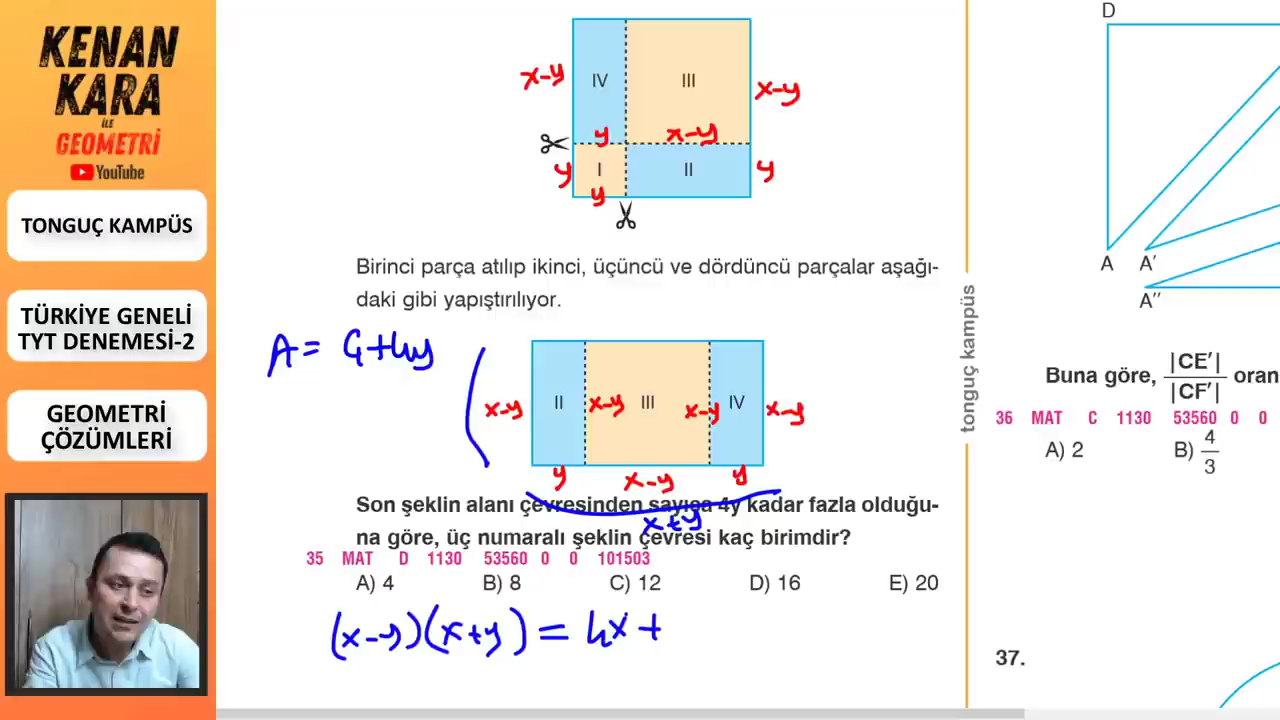 KENAN
KARA
İLE
GEOMETRİ
YouTube
TONGUÇ KAMPÜS
TÜRKİYE GENELİ
TYT DENEMESİ-2
GEOMETRİ
ÇÖZÜMLERİ
x-y
IV
III
x-y
y
x-y
y
I
II
y
y
Birinci parça atılıp ikinci, üçüncü ve dördüncü parçalar aşağı-
daki gibi yapıştırılıyor.
A = Ç+4y
x-y
II
x-y
III
x-y
IV
x-y
y
x-y
y
x+y
Son şeklin alanı çevresinden sayıca 4y kadar fazla olduğu-
na göre, üç numaralı şeklin çevresi kaç birimdir?
35 MAT D 1130 53560 0 0 101503
A) 4 B) 8 C) 12 D) 16 E) 20
(x-y)(x+y) = 4x +
tonguç kampüs
D
A A′
A′′
Buna göre, |CE′| / |CF′| oran
36 MAT C 1130 53560 0 0
A) 2 B) 4/3
37.